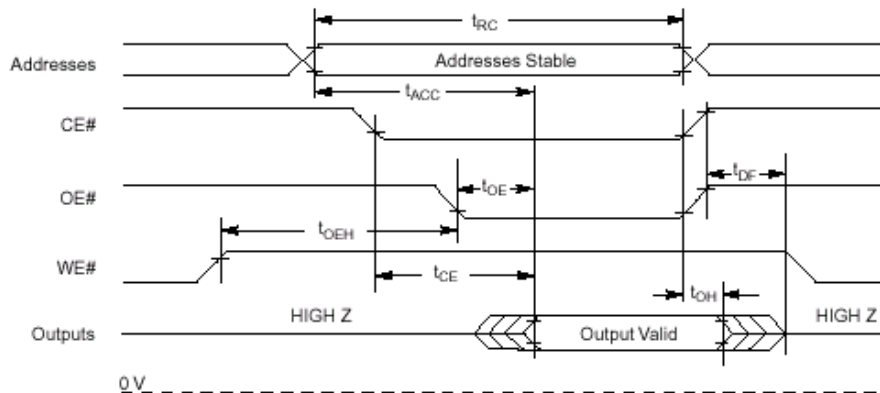 tRC
Addresses
Addresses Stable
tACC
CE#
tOE
tDF
OE#
tOEH
WE#
tCE
tOH
HIGH Z
HIGH Z
Outputs
Output Valid
0 V